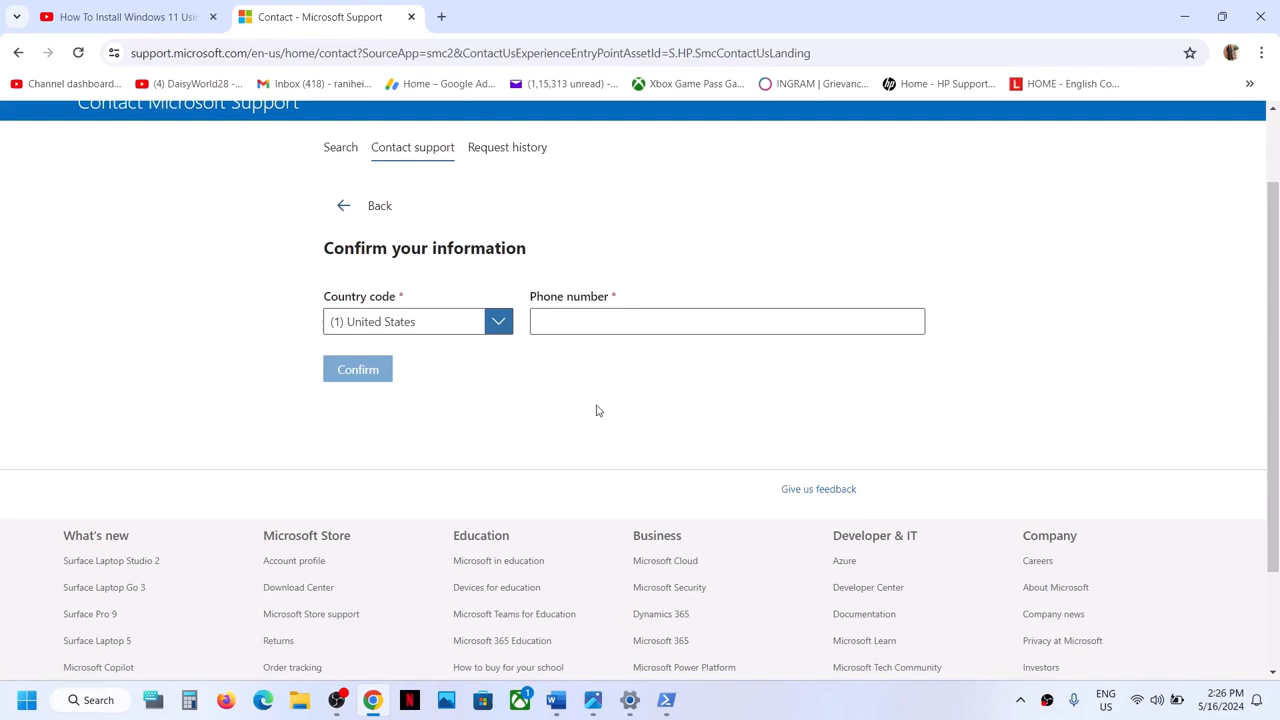 How To Install Windows 11 Usin
Contact - Microsoft Support
support.microsoft.com/en-us/home/contact?SourceApp=smc2&ContactUsExperienceEntryPointAssetId=S.HP.SmcContactUsLanding
Channel dashboard...
(4) DaisyWorld28 -...
Inbox (418) - ranihei...
Home – Google Ad...
(1,15,313 unread) -...
Xbox Game Pass Ga...
INGRAM | Grievanc...
Home - HP Support...
HOME - English Co...
Contact Microsoft Support
Search
Contact support
Request history
Back
Confirm your information
Country code *
Phone number *
(1) United States
Confirm
Give us feedback
What's new
Microsoft Store
Education
Business
Developer & IT
Company
Surface Laptop Studio 2
Account profile
Microsoft in education
Microsoft Cloud
Azure
Careers
Surface Laptop Go 3
Download Center
Devices for education
Microsoft Security
Developer Center
About Microsoft
Surface Pro 9
Microsoft Store support
Microsoft Teams for Education
Dynamics 365
Documentation
Company news
Surface Laptop 5
Returns
Microsoft 365 Education
Microsoft 365
Microsoft Learn
Privacy at Microsoft
Microsoft Copilot
Order tracking
How to buy for your school
Microsoft Power Platform
Microsoft Tech Community
Investors
Search
1
ENG
US
2:26 PM
5/16/2024